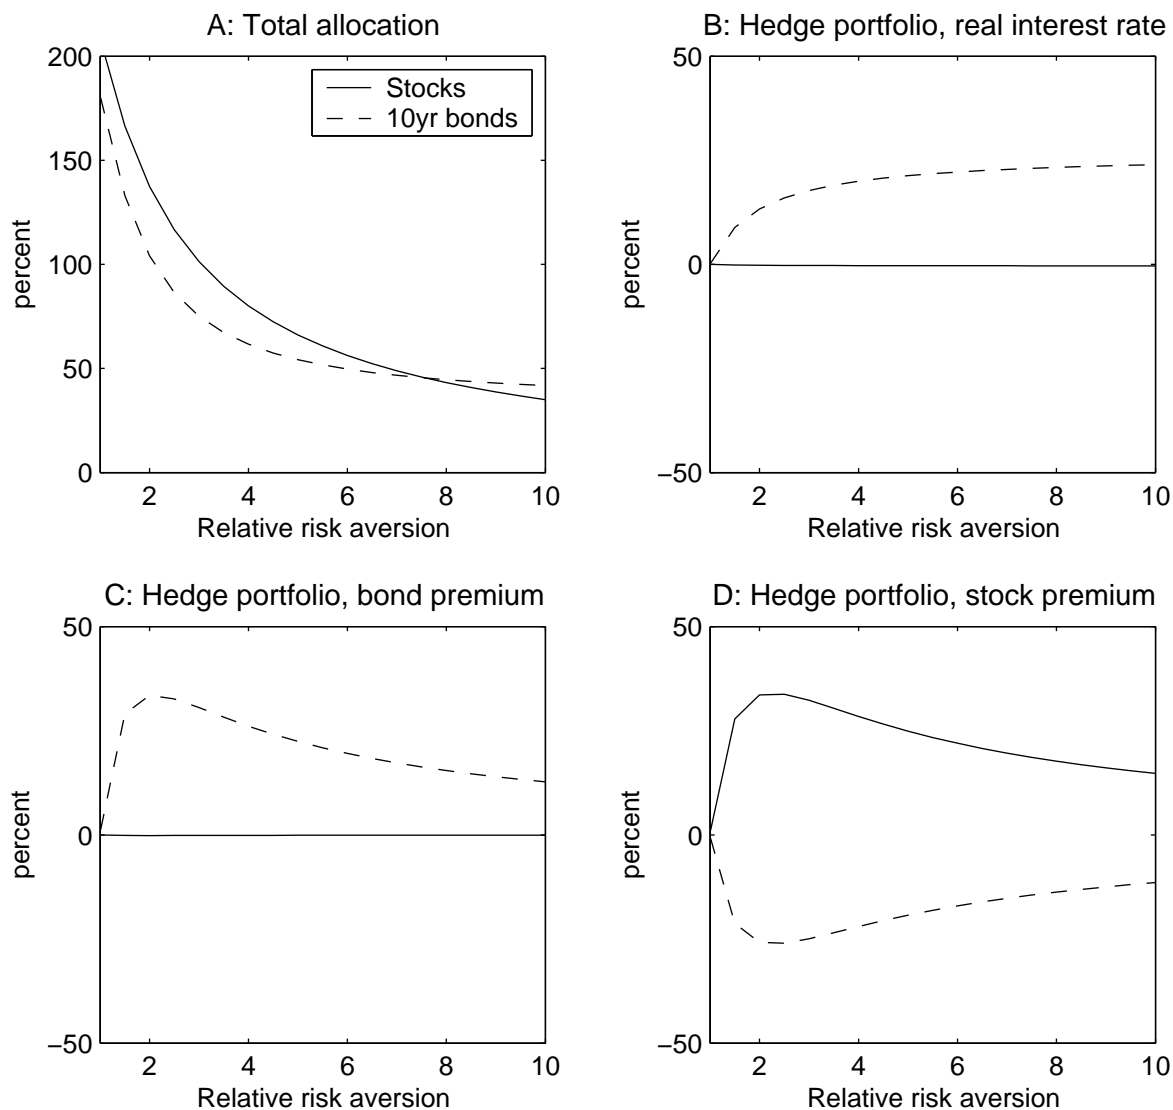 A: Total allocation
200
150
100
50
0
percent
2 4 6 8 10
Relative risk aversion
Stocks
10yr bonds
B: Hedge portfolio, real interest rate
50
0
−50
percent
2 4 6 8 10
Relative risk aversion
C: Hedge portfolio, bond premium
50
0
−50
percent
2 4 6 8 10
Relative risk aversion
D: Hedge portfolio, stock premium
50
0
−50
percent
2 4 6 8 10
Relative risk aversion